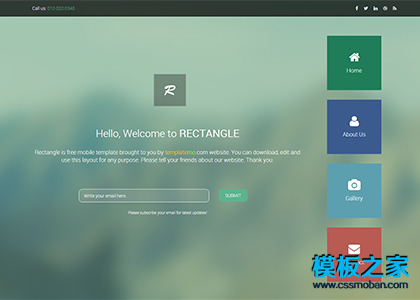 Call us: 010-020-0340
Home
R
Hello, Welcome to RECTANGLE
About Us
Rectangle is free mobile template brought to you by templatemo.com website. You can download, edit and
use this layout for any purpose. Please tell your friends about our website. Thank you.
Write your email here..
SUBMIT
Gallery
Please subscribe your email for latest updates!
模板之家
www.cssmoban.com